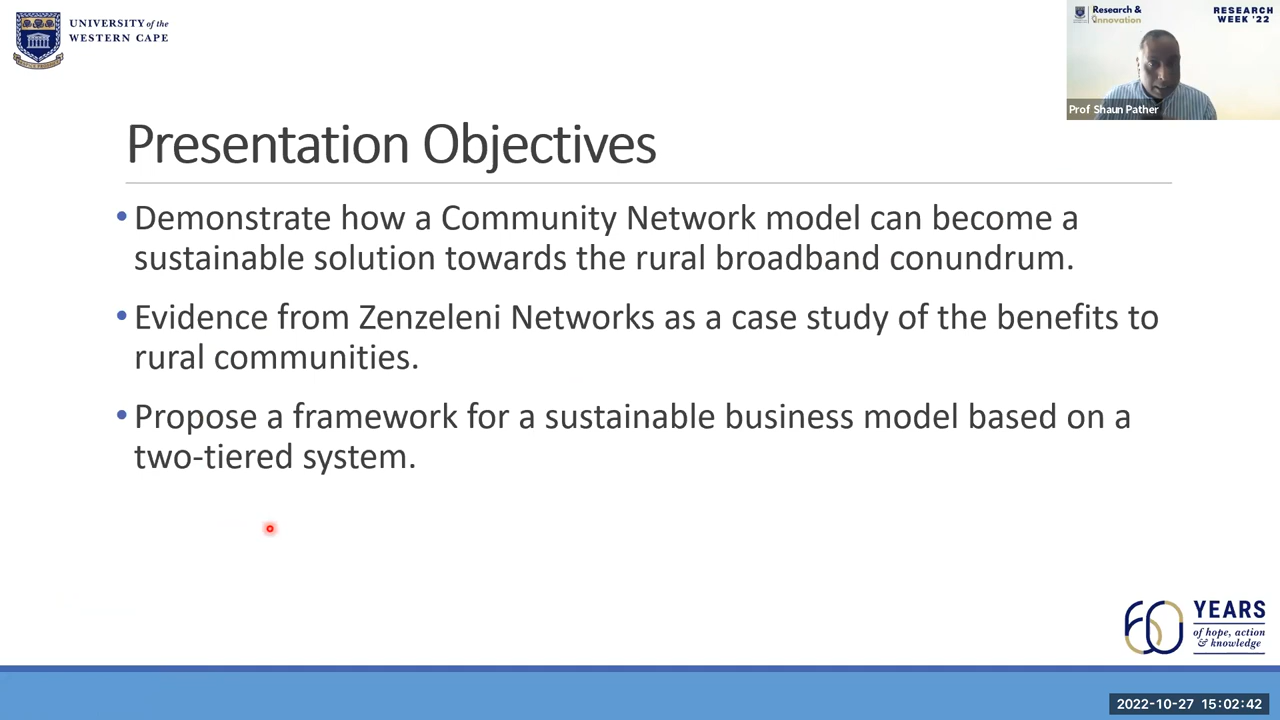 UNIVERSITY of the
WESTERN CAPE
Research &
Innovation
RESEARCH
WEEK '22
Prof Shaun Pather
Presentation Objectives
• Demonstrate how a Community Network model can become a
sustainable solution towards the rural broadband conundrum.
• Evidence from Zenzeleni Networks as a case study of the benefits to
rural communities.
• Propose a framework for a sustainable business model based on a
two-tiered system.
60 YEARS
of hope, action
& knowledge
2022-10-27 15:02:42